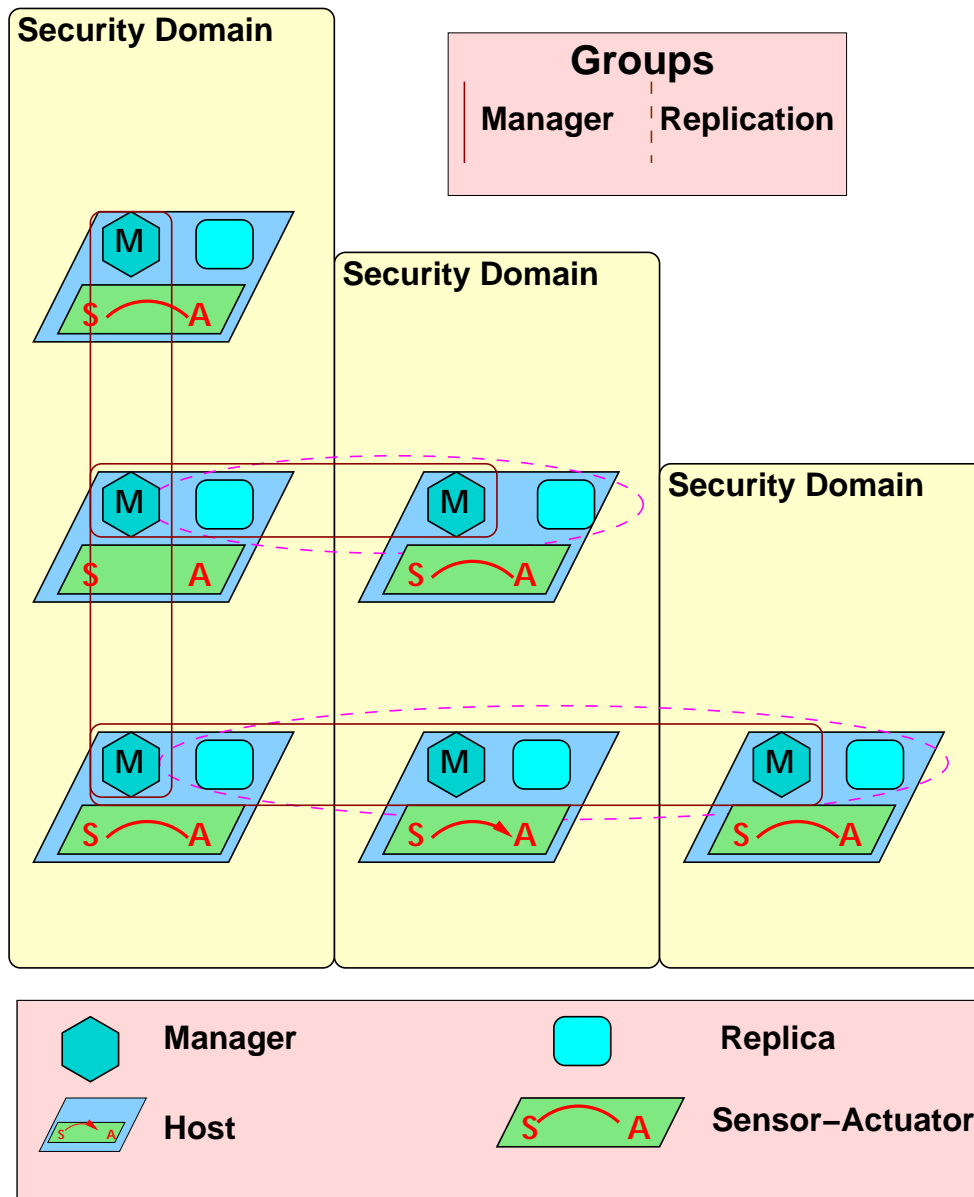 Security Domain
Groups
Manager Replication
M
S A
Security Domain
M M
S A S A
Security Domain
M M M
S A S A S A
Manager Replica
S A Host
S A Sensor–Actuator